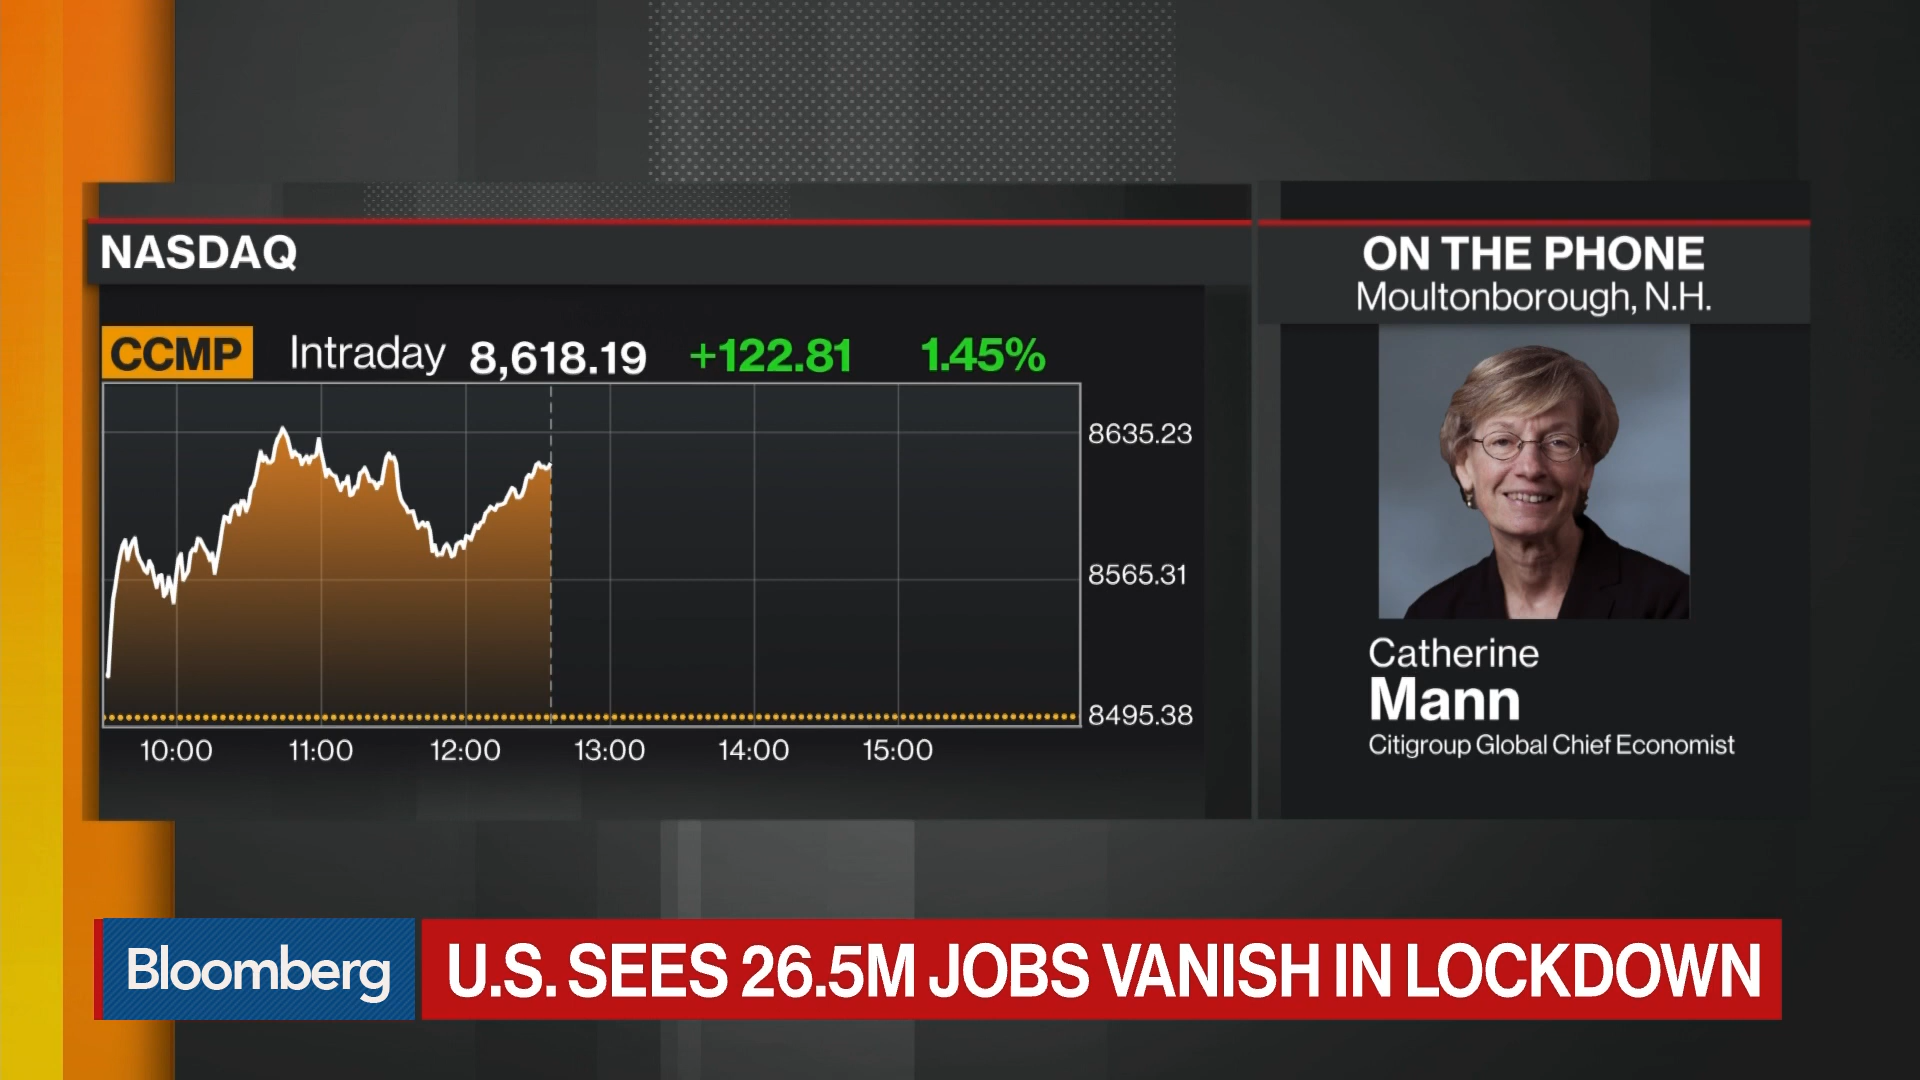 NASDAQ
CCMP Intraday 8,618.19 +122.81 1.45%
8635.23
8565.31
8495.38
10:00 11:00 12:00 13:00 14:00 15:00
ON THE PHONE
Moultonborough, N.H.
Catherine
Mann
Citigroup Global Chief Economist
Bloomberg
U.S. SEES 26.5M JOBS VANISH IN LOCKDOWN